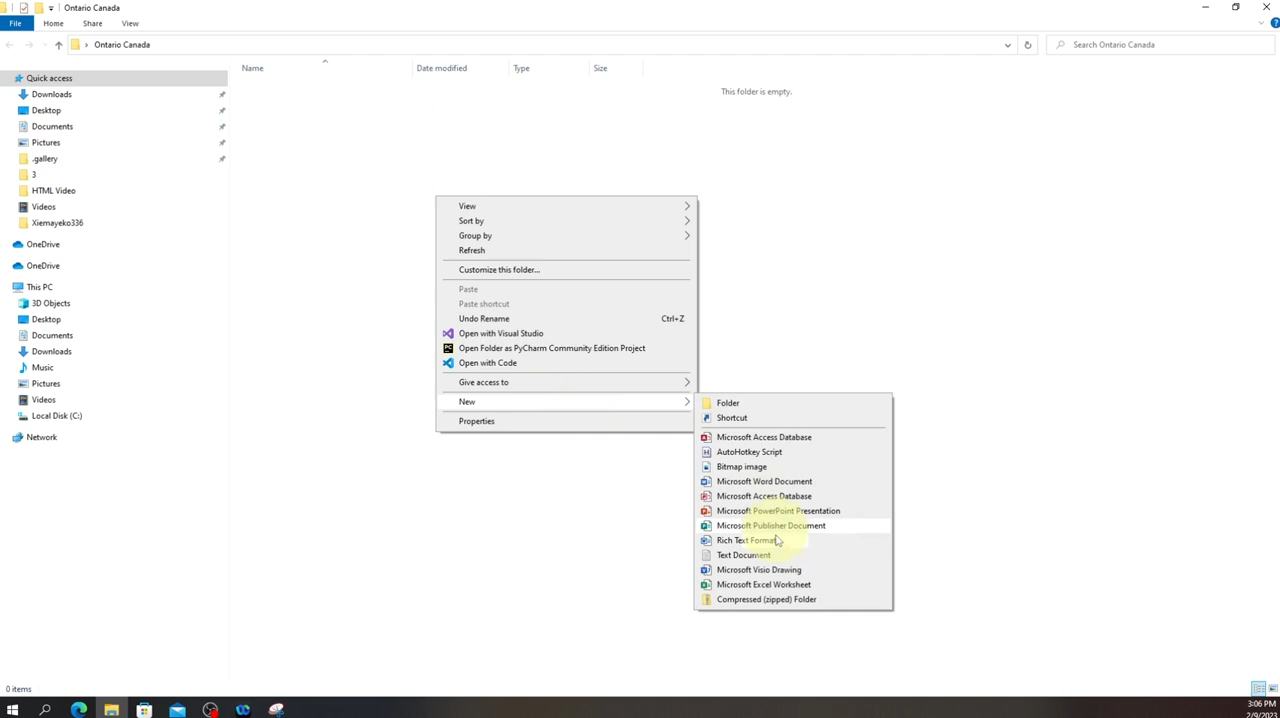 Ontario Canada
File
Home
Share
View
Ontario Canada
Search Ontario Canada
Name
Date modified
Type
Size
This folder is empty.
Quick access
Downloads
Desktop
Documents
Pictures
.gallery
3
HTML Video
Videos
Xiemayeko336
OneDrive
OneDrive
This PC
3D Objects
Desktop
Documents
Downloads
Music
Pictures
Videos
Local Disk (C:)
Network
View
Sort by
Group by
Refresh
Customize this folder...
Paste
Paste shortcut
Undo Rename Ctrl+Z
Open with Visual Studio
Open Folder as PyCharm Community Edition Project
Open with Code
Give access to
New
Properties
Folder
Shortcut
Microsoft Access Database
AutoHotkey Script
Bitmap image
Microsoft Word Document
Microsoft Access Database
Microsoft PowerPoint Presentation
Microsoft Publisher Document
Rich Text Format
Text Document
Microsoft Visio Drawing
Microsoft Excel Worksheet
Compressed (zipped) Folder
0 items
3:06 PM
2/9/2023